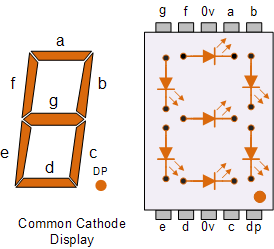 g f 0v a b
a
f b
g
e c
d
DP
e d 0v c dp
Common Cathode
Display